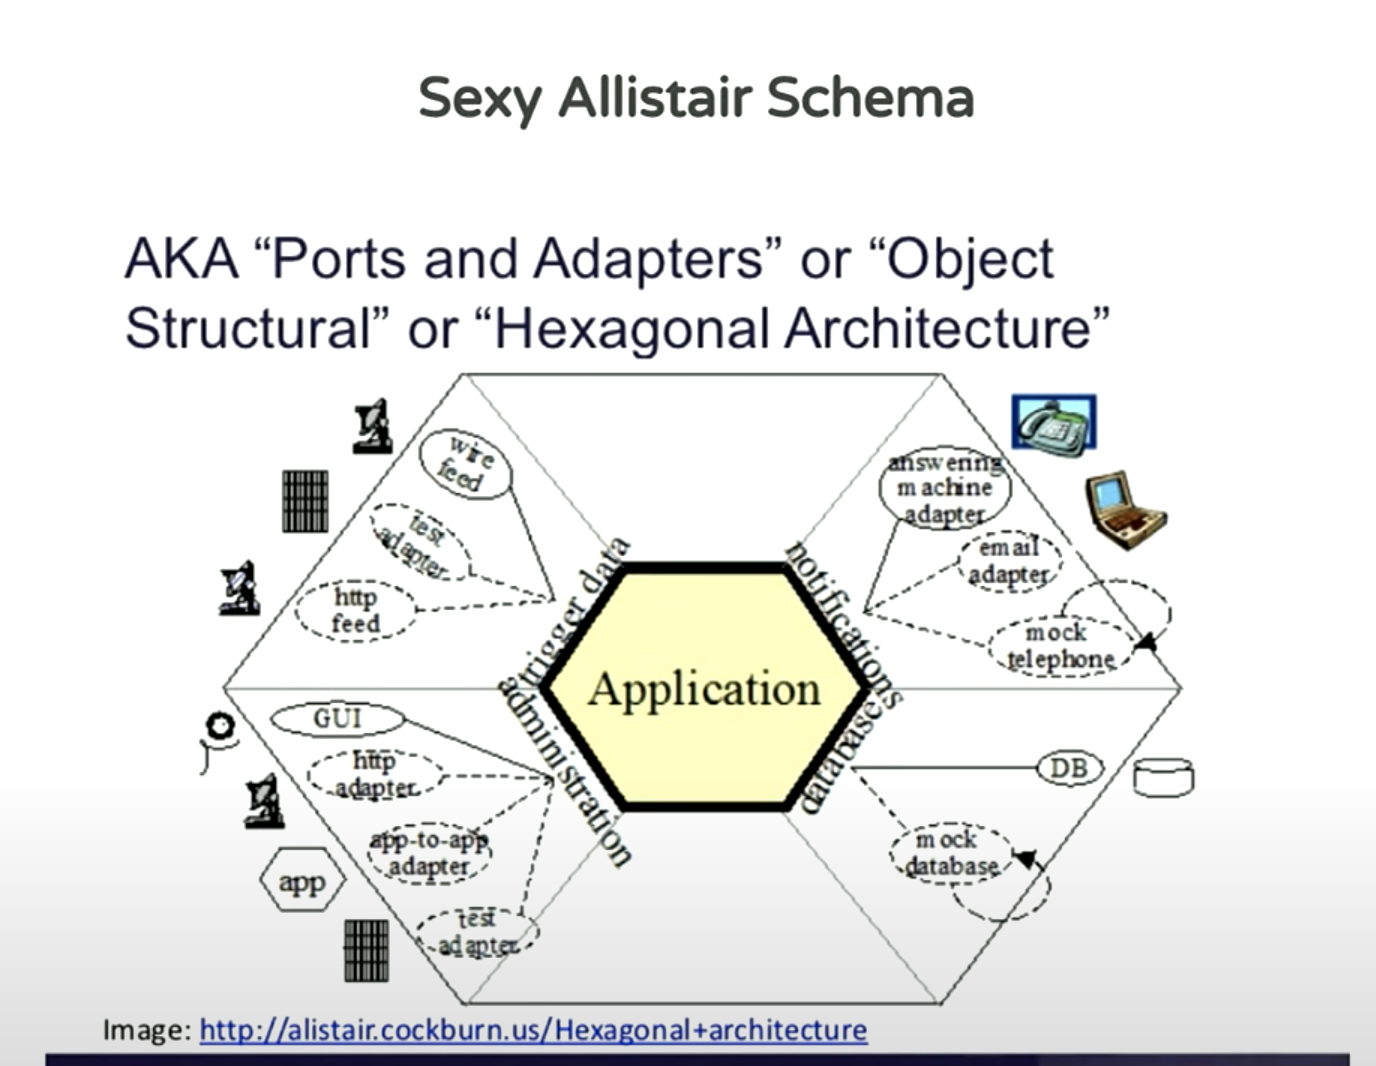 Sexy Allistair Schema
AKA “Ports and Adapters” or “Object
Structural” or “Hexagonal Architecture”
wire
feed
test
adapter
http
feed
trigger data
answering
machine
adapter
email
adapter
mock
telephone
notifications
Application
GUI
http
adapter
app-to-app
adapter
test
adapter
administration
app
databases
DB
mock
database
Image: http://alistair.cockburn.us/Hexagonal+architecture